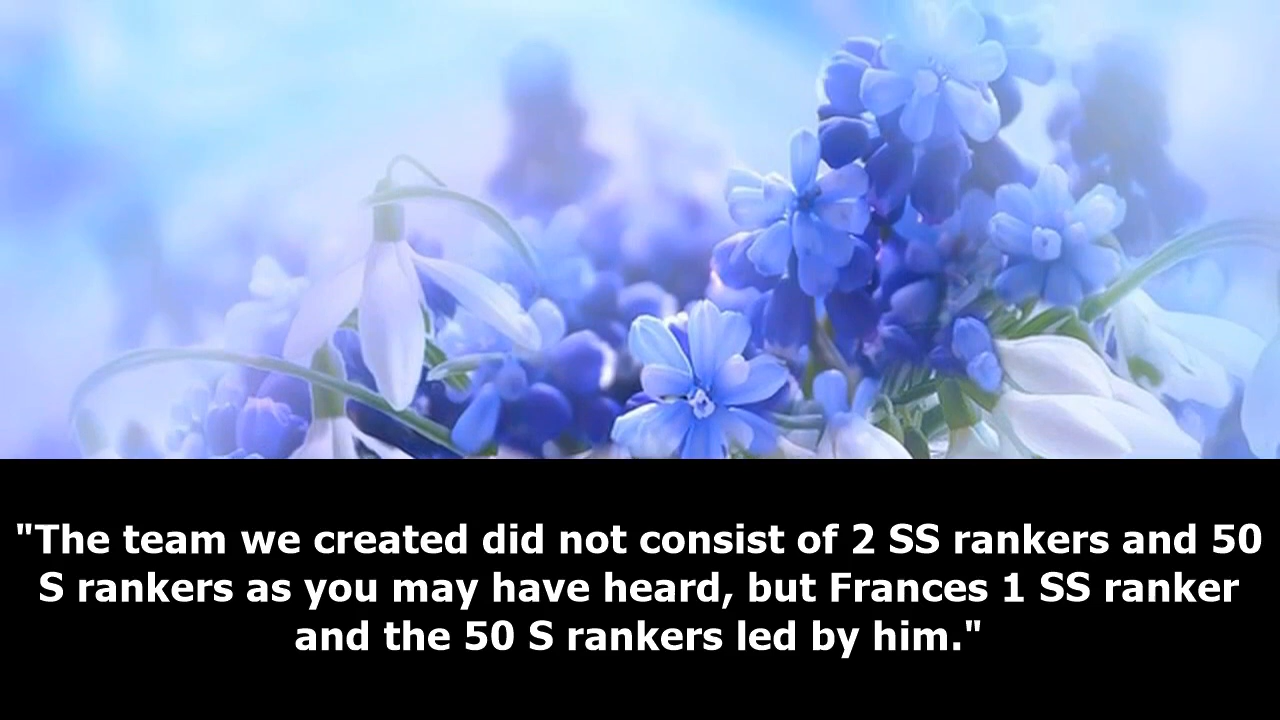 "The team we created did not consist of 2 SS rankers and 50
S rankers as you may have heard, but Frances 1 SS ranker
and the 50 S rankers led by him."